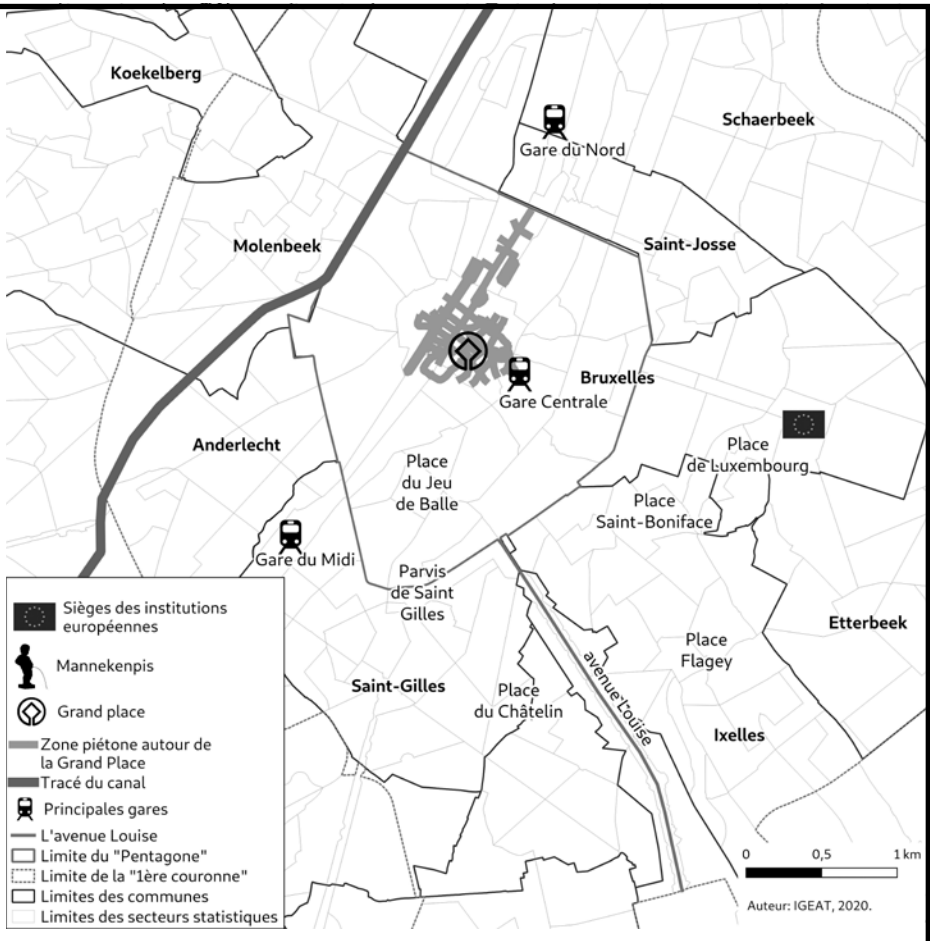 Koekelberg
Schaerbeek
Gare du Nord
Molenbeek
Saint-Josse
Bruxelles
Gare Centrale
Anderlecht
Place
du Jeu
de Balle
Place
de Luxembourg
Place
Saint-Boniface
Gare du Midi
Parvis
de Saint
Gilles
Etterbeek
Place
Flagey
Saint-Gilles
Place
du Châtelin
avenue Louise
Ixelles
Sièges des institutions
européennes
Mannekenpis
Grand place
Zone piétone autour de
la Grand Place
Tracé du canal
Principales gares
L'avenue Louise
Limite du "Pentagone"
Limite de la "1ère couronne"
Limites des communes
Limites des secteurs statistiques
0 0,5 1 km
Auteur: IGEAT, 2020.